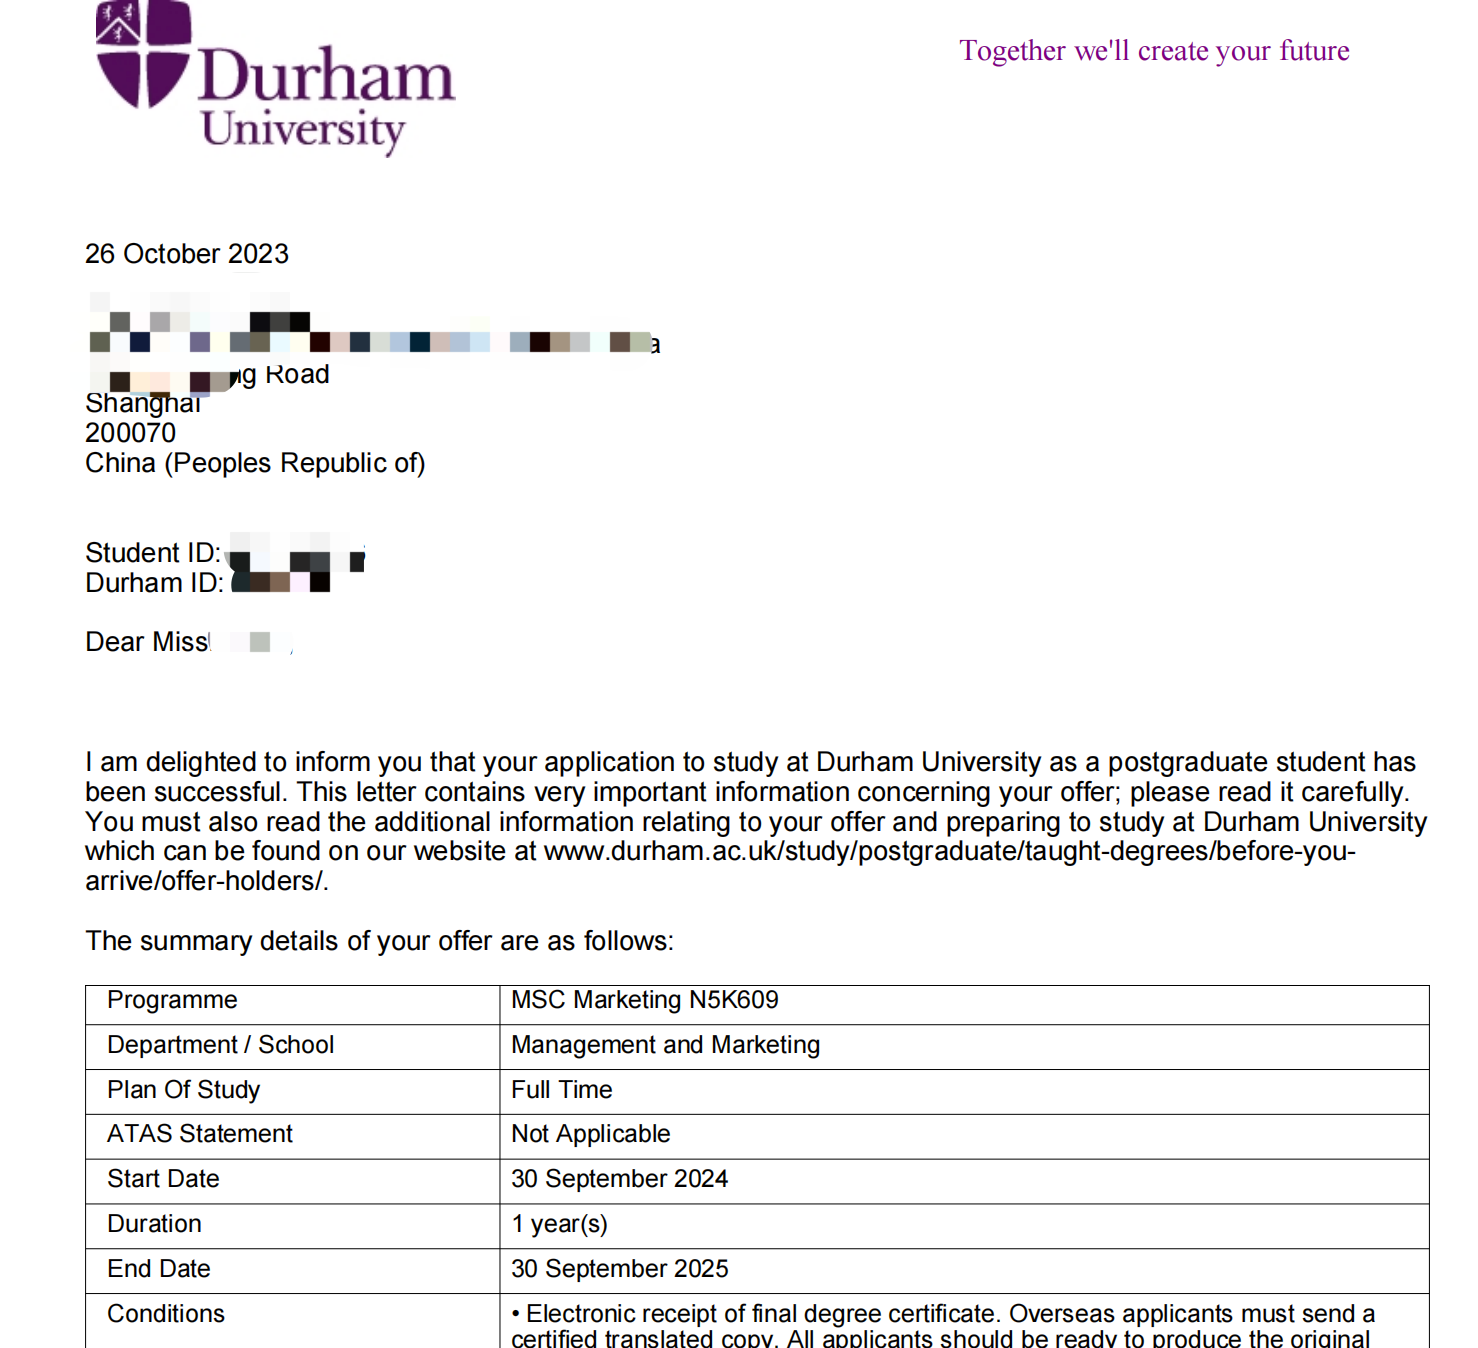 Durham
University
Together we'll create your future
26 October 2023
Road
Shanghai
200070
China (Peoples Republic of)
Student ID:
Durham ID:
Dear Miss
I am delighted to inform you that your application to study at Durham University as a postgraduate student has
been successful. This letter contains very important information concerning your offer; please read it carefully.
You must also read the additional information relating to your offer and preparing to study at Durham University
which can be found on our website at www.durham.ac.uk/study/postgraduate/taught-degrees/before-you-
arrive/offer-holders/.
The summary details of your offer are as follows:
Programme MSC Marketing N5K609
Department / School Management and Marketing
Plan Of Study Full Time
ATAS Statement Not Applicable
Start Date 30 September 2024
Duration 1 year(s)
End Date 30 September 2025
Conditions • Electronic receipt of final degree certificate. Overseas applicants must send a
certified translated copy. All applicants should be ready to produce the original